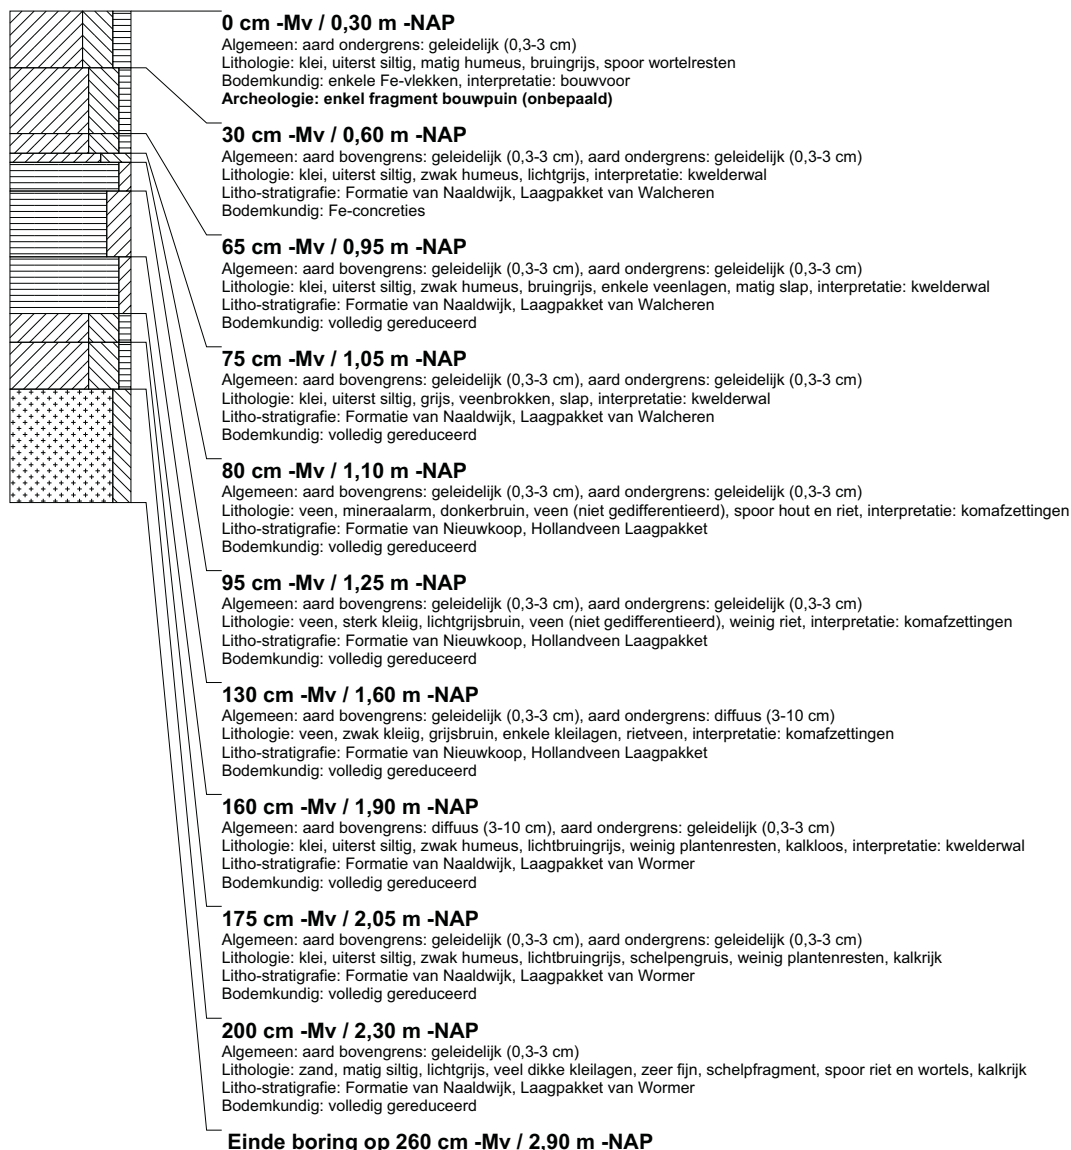 0 cm -Mv / 0,30 m -NAP
Algemeen: aard ondergrens: geleidelijk (0,3-3 cm)
Lithologie: klei, uiterst siltig, matig humeus, bruingrijs, spoor wortelresten
Bodemkundig: enkele Fe-vlekken, interpretatie: bouwvoor
Archeologie: enkel fragment bouwpuin (onbepaald)
30 cm -Mv / 0,60 m -NAP
Algemeen: aard bovengrens: geleidelijk (0,3-3 cm), aard ondergrens: geleidelijk (0,3-3 cm)
Lithologie: klei, uiterst siltig, zwak humeus, lichtgrijs, interpretatie: kwelderwal
Litho-stratigrafie: Formatie van Naaldwijk, Laagpakket van Walcheren
Bodemkundig: Fe-concreties
65 cm -Mv / 0,95 m -NAP
Algemeen: aard bovengrens: geleidelijk (0,3-3 cm), aard ondergrens: geleidelijk (0,3-3 cm)
Lithologie: klei, uiterst siltig, zwak humeus, bruingrijs, enkele veenlagen, matig slap, interpretatie: kwelderwal
Litho-stratigrafie: Formatie van Naaldwijk, Laagpakket van Walcheren
Bodemkundig: volledig gereduceerd
75 cm -Mv / 1,05 m -NAP
Algemeen: aard bovengrens: geleidelijk (0,3-3 cm), aard ondergrens: geleidelijk (0,3-3 cm)
Lithologie: klei, uiterst siltig, grijs, veenbrokken, slap, interpretatie: kwelderwal
Litho-stratigrafie: Formatie van Naaldwijk, Laagpakket van Walcheren
Bodemkundig: volledig gereduceerd
80 cm -Mv / 1,10 m -NAP
Algemeen: aard bovengrens: geleidelijk (0,3-3 cm), aard ondergrens: geleidelijk (0,3-3 cm)
Lithologie: veen, mineraalarm, donkerbruin, veen (niet gedifferentieerd), spoor hout en riet, interpretatie: komafzettingen
Litho-stratigrafie: Formatie van Nieuwkoop, Hollandveen Laagpakket
Bodemkundig: volledig gereduceerd
95 cm -Mv / 1,25 m -NAP
Algemeen: aard bovengrens: geleidelijk (0,3-3 cm), aard ondergrens: geleidelijk (0,3-3 cm)
Lithologie: veen, sterk kleiig, lichtgrijsbruin, veen (niet gedifferentieerd), weinig riet, interpretatie: komafzettingen
Litho-stratigrafie: Formatie van Nieuwkoop, Hollandveen Laagpakket
Bodemkundig: volledig gereduceerd
130 cm -Mv / 1,60 m -NAP
Algemeen: aard bovengrens: geleidelijk (0,3-3 cm), aard ondergrens: diffuus (3-10 cm)
Lithologie: veen, zwak kleiig, grijsbruin, enkele kleilagen, rietveen, interpretatie: komafzettingen
Litho-stratigrafie: Formatie van Nieuwkoop, Hollandveen Laagpakket
Bodemkundig: volledig gereduceerd
160 cm -Mv / 1,90 m -NAP
Algemeen: aard bovengrens: diffuus (3-10 cm), aard ondergrens: geleidelijk (0,3-3 cm)
Lithologie: klei, uiterst siltig, zwak humeus, lichtbruingrijs, weinig plantenresten, kalkloos, interpretatie: kwelderwal
Litho-stratigrafie: Formatie van Naaldwijk, Laagpakket van Wormer
Bodemkundig: volledig gereduceerd
175 cm -Mv / 2,05 m -NAP
Algemeen: aard bovengrens: geleidelijk (0,3-3 cm), aard ondergrens: geleidelijk (0,3-3 cm)
Lithologie: klei, uiterst siltig, zwak humeus, lichtbruingrijs, schelpengruis, weinig plantenresten, kalkrijk
Litho-stratigrafie: Formatie van Naaldwijk, Laagpakket van Wormer
Bodemkundig: volledig gereduceerd
200 cm -Mv / 2,30 m -NAP
Algemeen: aard bovengrens: geleidelijk (0,3-3 cm)
Lithologie: zand, matig siltig, lichtgrijs, veel dikke kleilagen, zeer fijn, schelpfragment, spoor riet en wortels, kalkrijk
Litho-stratigrafie: Formatie van Naaldwijk, Laagpakket van Wormer
Bodemkundig: volledig gereduceerd
Einde boring op 260 cm -Mv / 2,90 m -NAP